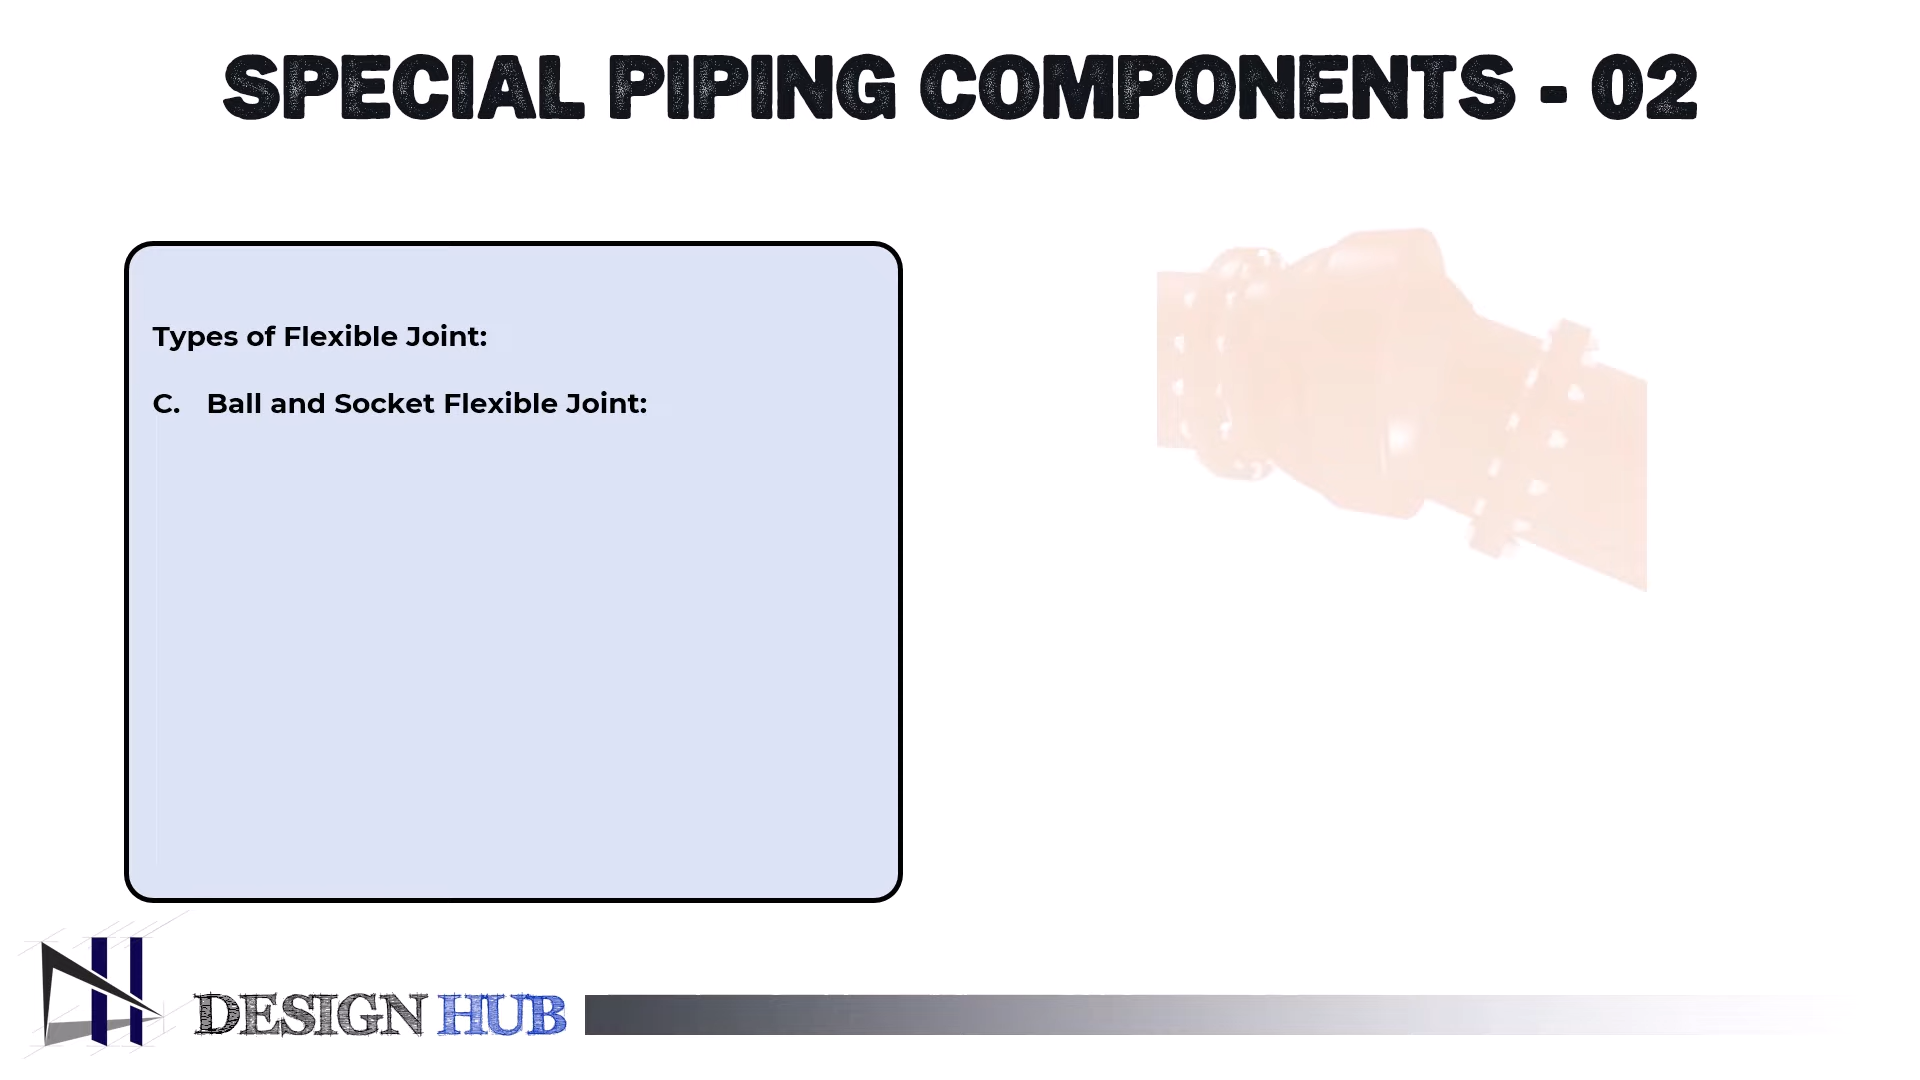 SPECIAL PIPING COMPONENTS - 02
Types of Flexible Joint:
C. Ball and Socket Flexible Joint:
DESIGN HUB